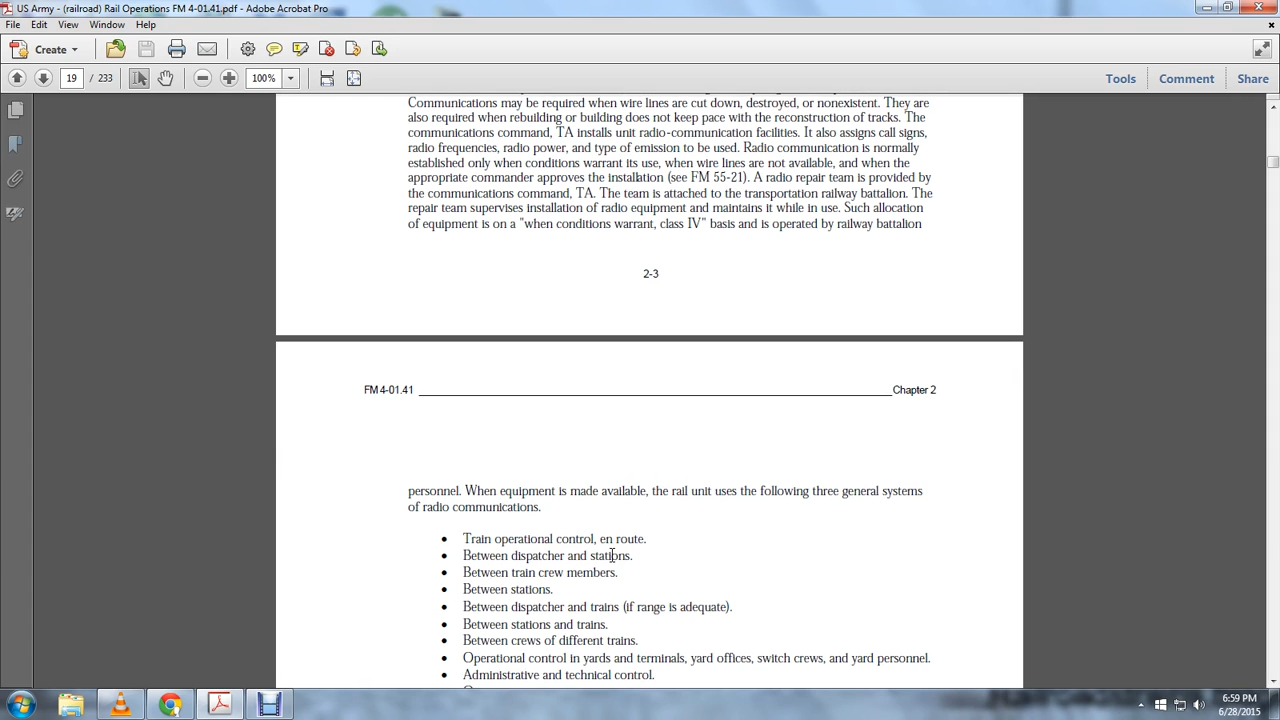 US Army - (railroad) Rail Operations FM 4-01.41.pdf - Adobe Acrobat Pro
File Edit View Window Help
Create
19 / 233 100% Tools Comment Share
Communications may be required when wire lines are cut down, destroyed, or nonexistent. They are
also required when rebuilding or building does not keep pace with the reconstruction of tracks. The
communications command, TA installs unit radio-communication facilities. It also assigns call signs,
radio frequencies, radio power, and type of emission to be used. Radio communication is normally
established only when conditions warrant its use, when wire lines are not available, and when the
appropriate commander approves the installation (see FM 55-21). A radio repair team is provided by
the communications command, TA. The team is attached to the transportation railway battalion. The
repair team supervises installation of radio equipment and maintains it while in use. Such allocation
of equipment is on a "when conditions warrant, class IV" basis and is operated by railway battalion
2-3
FM 4-01.41 Chapter 2
personnel. When equipment is made available, the rail unit uses the following three general systems
of radio communications.
• Train operational control, en route.
• Between dispatcher and stations.
• Between train crew members.
• Between stations.
• Between dispatcher and trains (if range is adequate).
• Between stations and trains.
• Between crews of different trains.
• Operational control in yards and terminals, yard offices, switch crews, and yard personnel.
• Administrative and technical control.
6:59 PM
6/28/2015